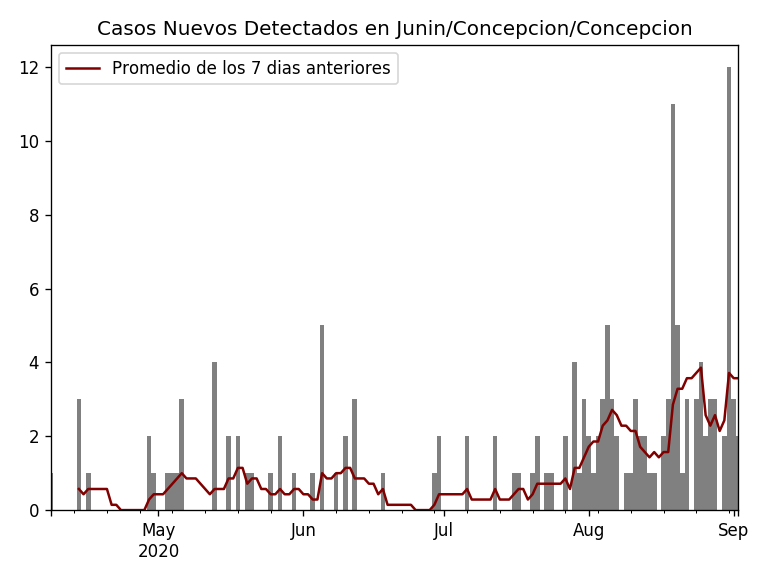 Casos Nuevos Detectados en Junin/Concepcion/Concepcion
Promedio de los 7 dias anteriores
12
10
8
6
4
2
0
May
2020
Jun
Jul
Aug
Sep